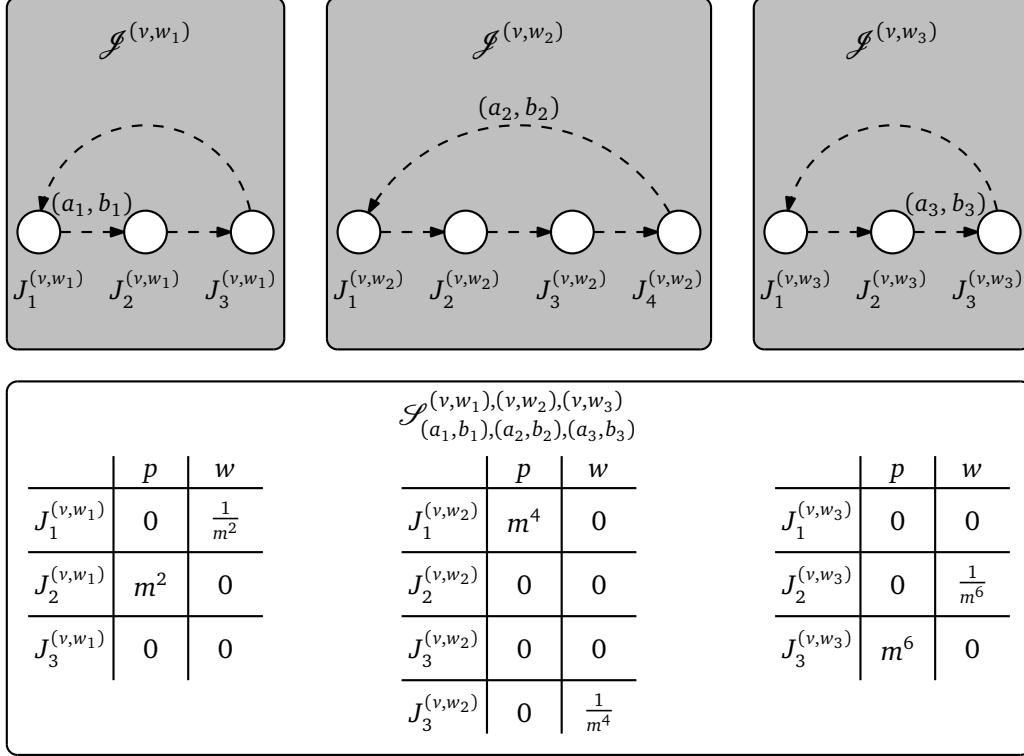 𝒥^{(v,w_1)} 𝒥^{(v,w_2)} 𝒥^{(v,w_3)}
(a_2, b_2)
(a_1, b_1) (a_3, b_3)
J_1^{(v,w_1)} J_2^{(v,w_1)} J_3^{(v,w_1)} J_1^{(v,w_2)} J_2^{(v,w_2)} J_3^{(v,w_2)} J_4^{(v,w_2)} J_1^{(v,w_3)} J_2^{(v,w_3)} J_3^{(v,w_3)}
𝒮_{(a_1,b_1),(a_2,b_2),(a_3,b_3)}^{(v,w_1),(v,w_2),(v,w_3)}
p w p w p w
J_1^{(v,w_1)} 0 \frac{1}{m^2} J_1^{(v,w_2)} m^4 0 J_1^{(v,w_3)} 0 0
J_2^{(v,w_1)} m^2 0 J_2^{(v,w_2)} 0 0 J_2^{(v,w_3)} 0 \frac{1}{m^6}
J_3^{(v,w_1)} 0 0 J_3^{(v,w_2)} 0 0 J_3^{(v,w_3)} m^6 0
J_3^{(v,w_2)} 0 \frac{1}{m^4}